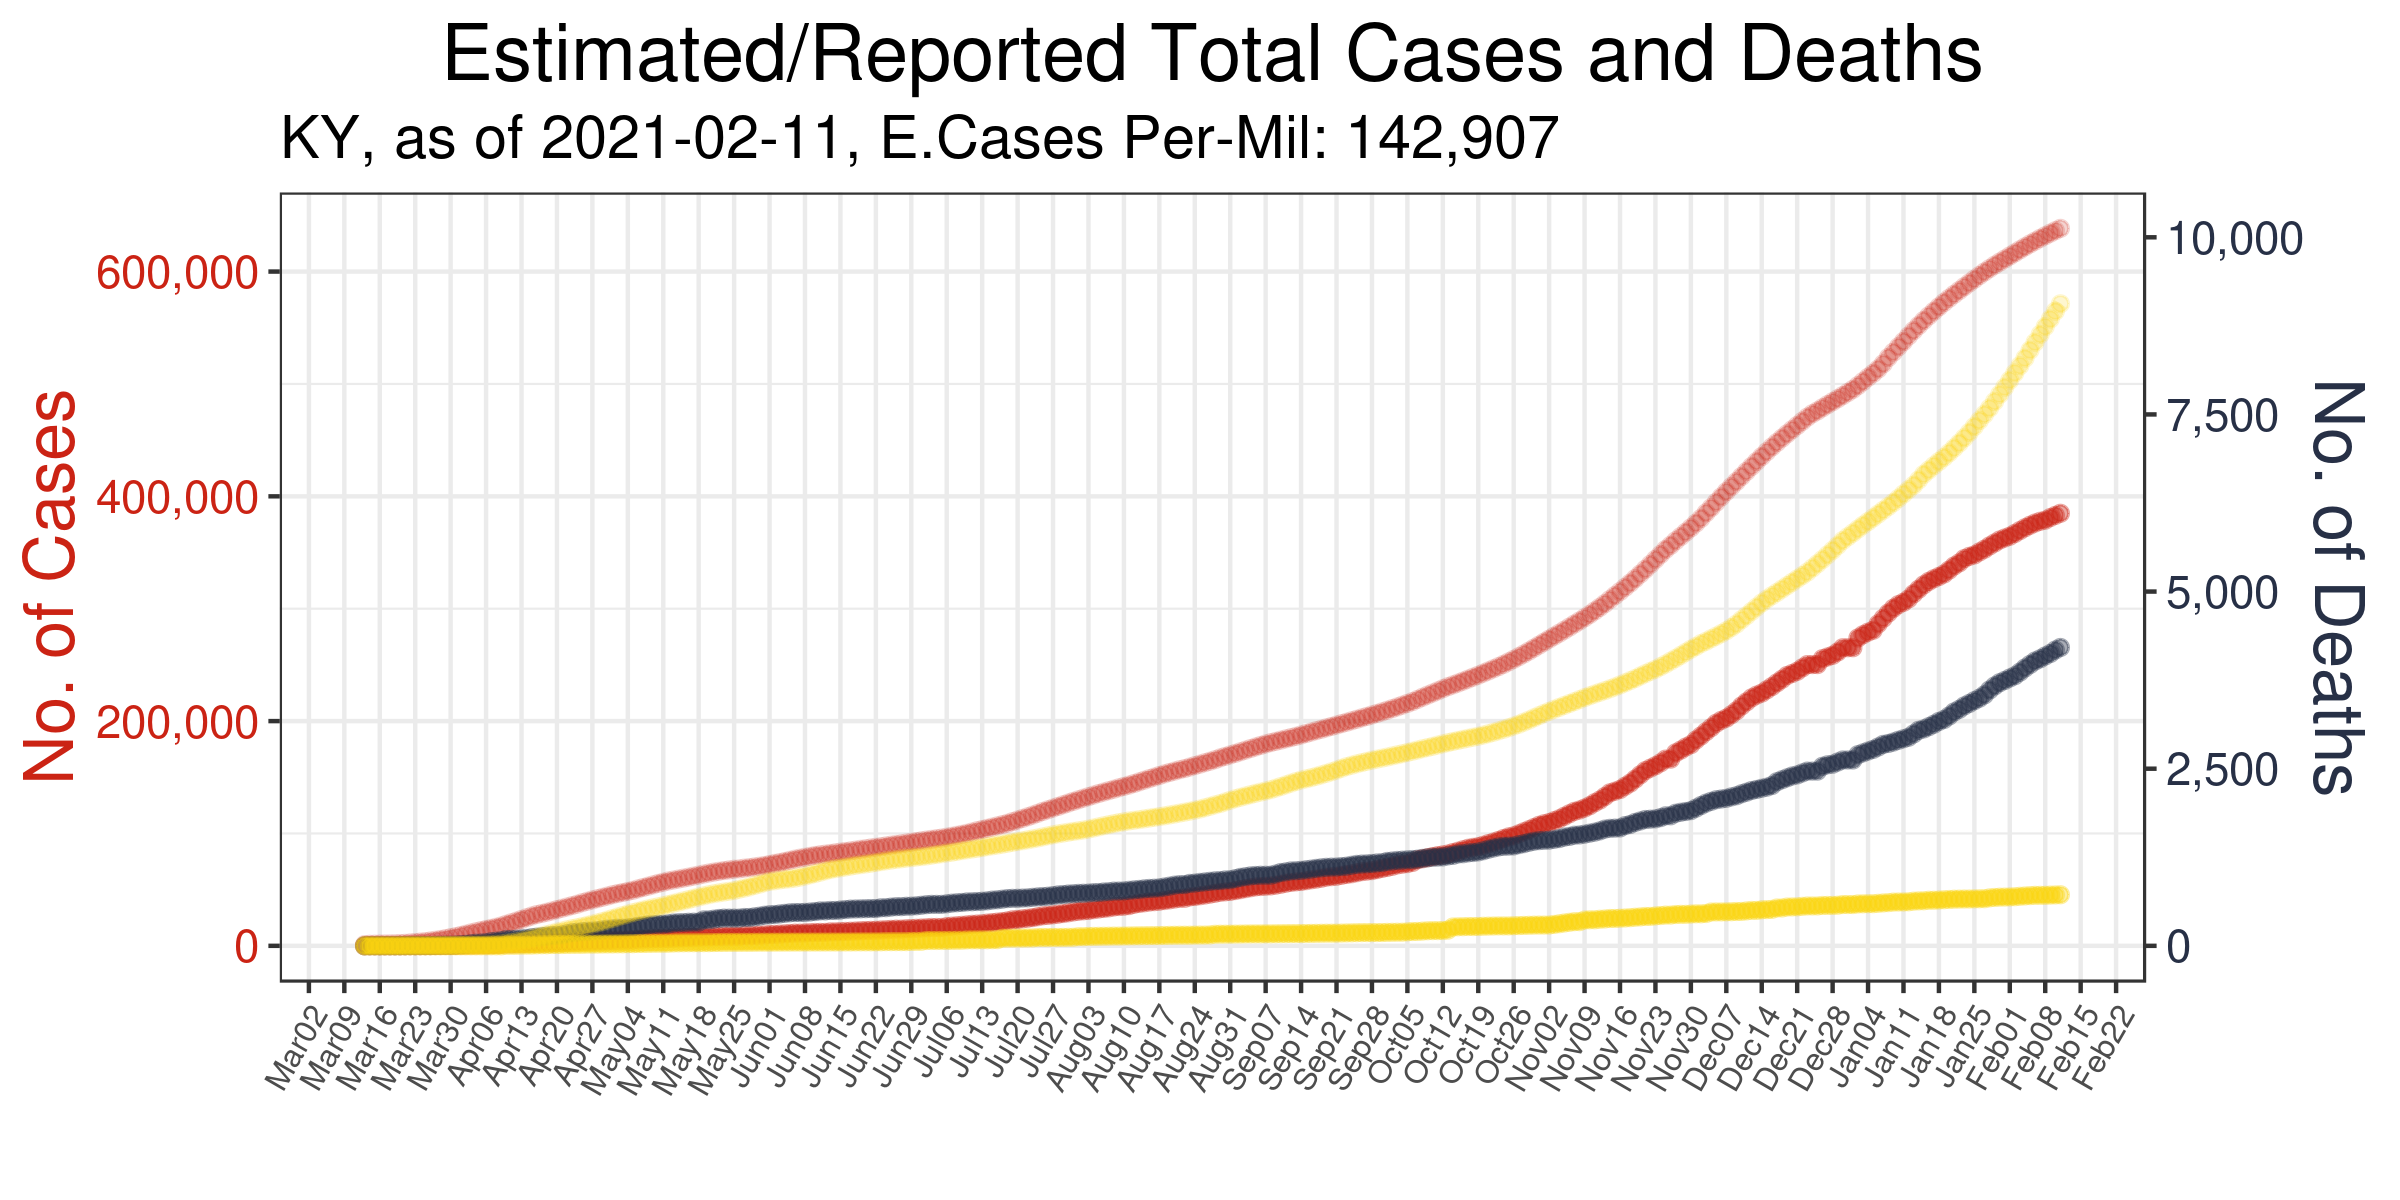 Estimated/Reported Total Cases and Deaths
KY, as of 2021-02-11, E.Cases Per-Mil: 142,907
No. of Cases
600,000
400,000
200,000
0
10,000
7,500
5,000
2,500
0
No. of Deaths
Mar02
Mar09
Mar16
Mar23
Mar30
Apr06
Apr13
Apr20
Apr27
May04
May11
May18
May25
Jun01
Jun08
Jun15
Jun22
Jun29
Jul06
Jul13
Jul20
Jul27
Aug03
Aug10
Aug17
Aug24
Aug31
Sep07
Sep14
Sep21
Sep28
Oct05
Oct12
Oct19
Oct26
Nov02
Nov09
Nov16
Nov23
Nov30
Dec07
Dec14
Dec21
Dec28
Jan04
Jan11
Jan18
Jan25
Feb01
Feb08
Feb15
Feb22